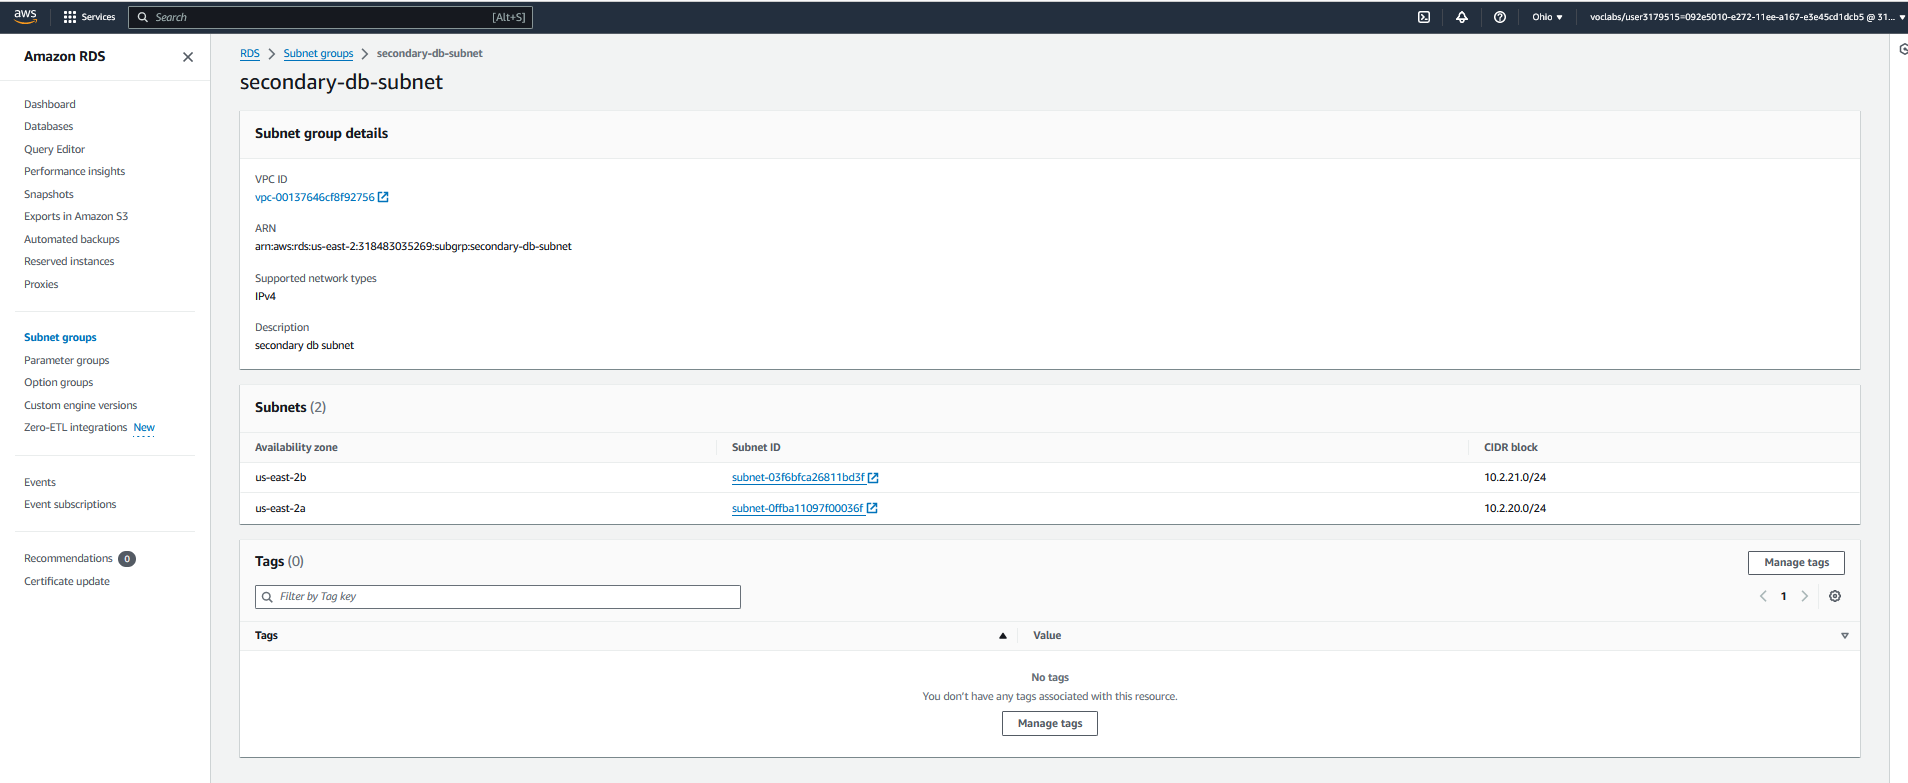 aws Services Search [Alt+S] Ohio ▼ voclabs/user3179515=092e5010-e272-11ee-a167-e3e45cd1dcb5 @ 31... ▼
Amazon RDS
Dashboard
Databases
Query Editor
Performance insights
Snapshots
Exports in Amazon S3
Automated backups
Reserved instances
Proxies
Subnet groups
Parameter groups
Option groups
Custom engine versions
Zero-ETL integrations New
Events
Event subscriptions
Recommendations 0
Certificate update
RDS > Subnet groups > secondary-db-subnet
secondary-db-subnet
Subnet group details
VPC ID
vpc-00137646cf8f92756
ARN
arn:aws:rds:us-east-2:318483035269:subgrp:secondary-db-subnet
Supported network types
IPv4
Description
secondary db subnet
Subnets (2)
Availability zone Subnet ID CIDR block
us-east-2b subnet-03f6bfca26811bd3f 10.2.21.0/24
us-east-2a subnet-0ffba11097f00036f 10.2.20.0/24
Tags (0) Manage tags
Filter by Tag key < 1 >
Tags Value
No tags
You don't have any tags associated with this resource.
Manage tags